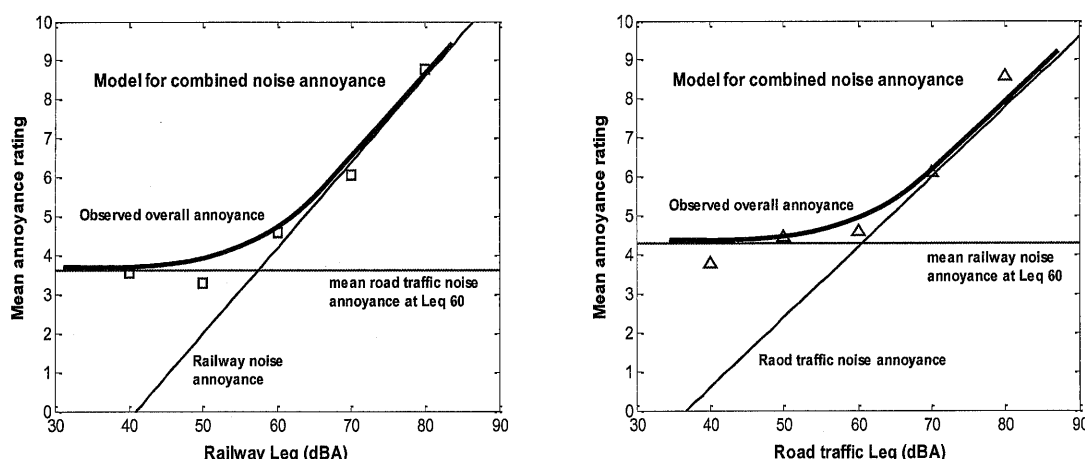 Mean annoyance rating
10
9
8
7
6
5
4
3
2
1
0
Model for combined noise annoyance
Observed overall annoyance
mean road traffic noise
annoyance at Leq 60
Railway noise
annoyance
30 40 50 60 70 80 90
Railway Leq (dBA)
Mean annoyance rating
10
9
8
7
6
5
4
3
2
1
0
Model for combined noise annoyance
Observed overall annoyance
mean railway noise
annoyance at Leq 60
Raod traffic noise annoyance
30 40 50 60 70 80 90
Road traffic Leq (dBA)